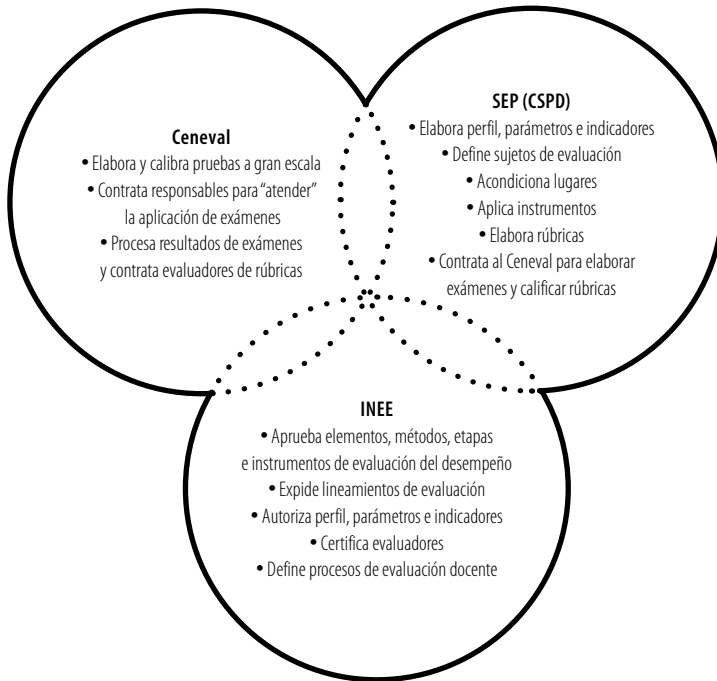 Ceneval
• Elabora y calibra pruebas a gran escala
• Contrata responsables para “atender”
la aplicación de exámenes
• Procesa resultados de exámenes
y contrata evaluadores de rúbricas
SEP (CSPD)
• Elabora perfil, parámetros e indicadores
• Define sujetos de evaluación
• Acondiciona lugares
• Aplica instrumentos
• Elabora rúbricas
• Contrata al Ceneval para elaborar
exámenes y calificar rúbricas
INEE
• Aprueba elementos, métodos, etapas
e instrumentos de evaluación del desempeño
• Expide lineamientos de evaluación
• Autoriza perfil, parámetros e indicadores
• Certifica evaluadores
• Define procesos de evaluación docente